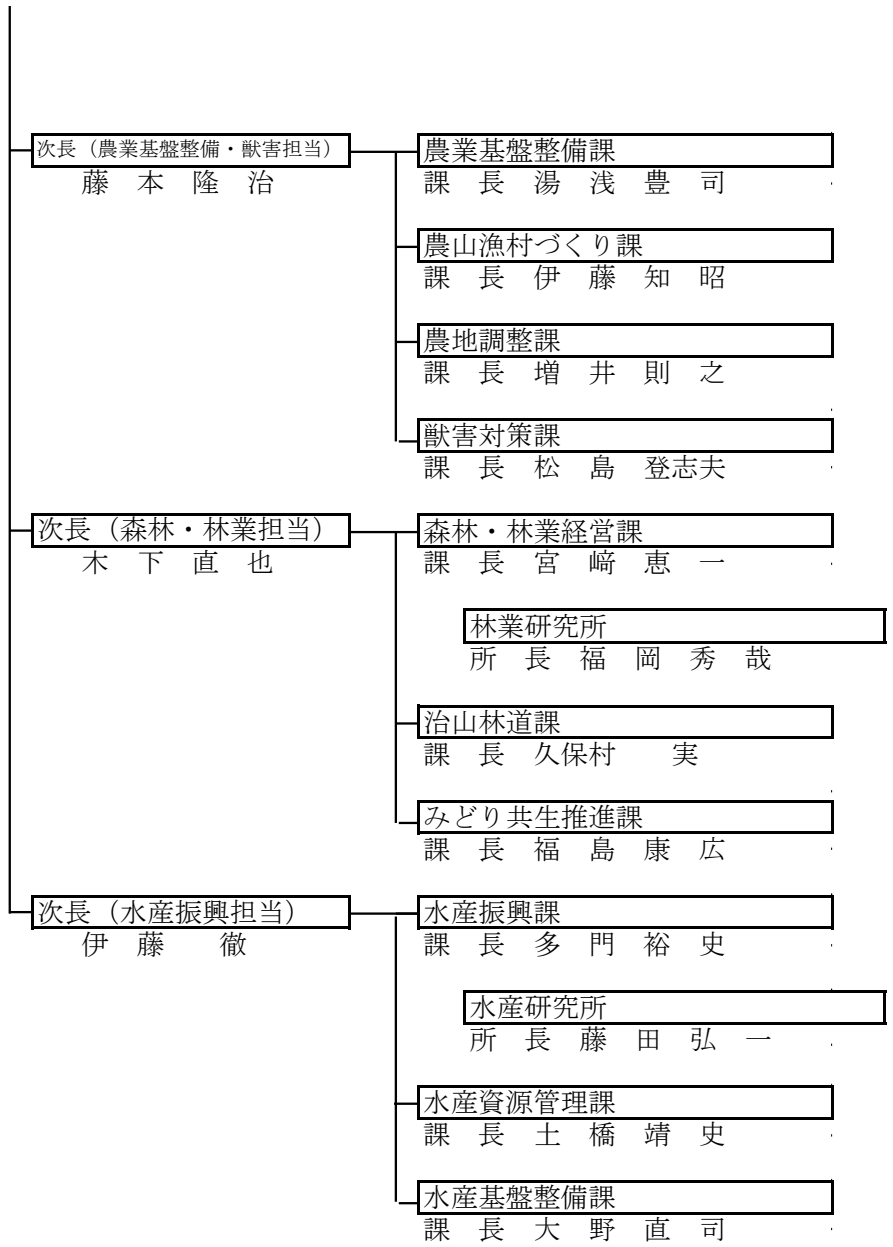 次長（農業基盤整備・獣害担当）
藤　本　隆　治
農業基盤整備課
課　長　湯　浅　豊　司
農山漁村づくり課
課　長　伊　藤　知　昭
農地調整課
課　長　増　井　則　之
獣害対策課
課　長　松　島　登志夫
次長（森林・林業担当）
木　下　直　也
森林・林業経営課
課　長　宮　﨑　恵　一
林業研究所
所　長　福　岡　秀　哉
治山林道課
課　長　久保村　　実
みどり共生推進課
課　長　福　島　康　広
次長（水産振興担当）
伊　藤　　徹
水産振興課
課　長　多　門　裕　史
水産研究所
所　長　藤　田　弘　一
水産資源管理課
課　長　土　橋　靖　史
水産基盤整備課
課　長　大　野　直　司